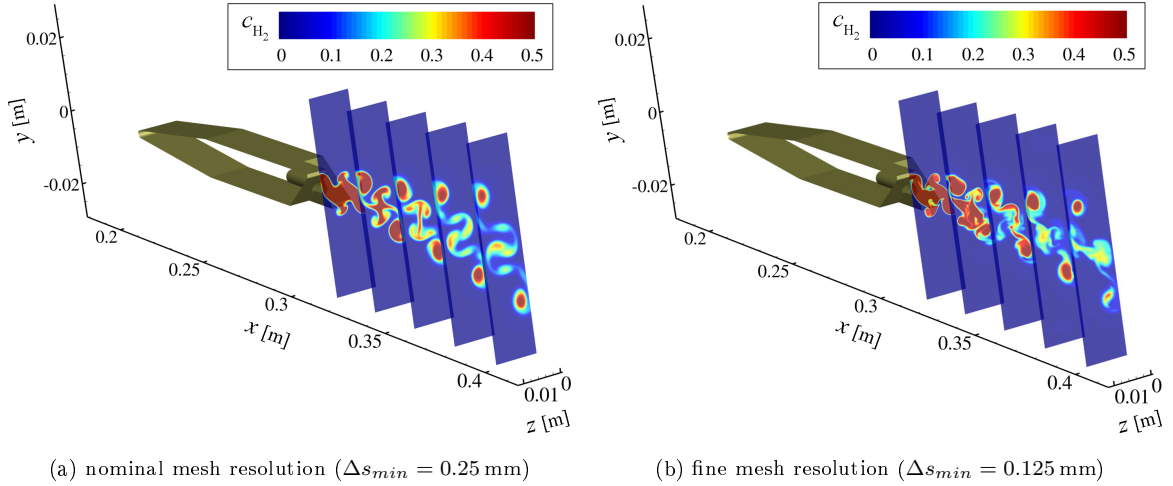 c_H₂
0 0.1 0.2 0.3 0.4 0.5
0.02
0
-0.02
y [m]
0.2
0.25
0.3
0.35
0.4
x [m]
0.01 0
z [m]
(a) nominal mesh resolution (Δs_min = 0.25 mm)
c_H₂
0 0.1 0.2 0.3 0.4 0.5
0.02
0
-0.02
y [m]
0.2
0.25
0.3
0.35
0.4
x [m]
0.01 0
z [m]
(b) fine mesh resolution (Δs_min = 0.125 mm)